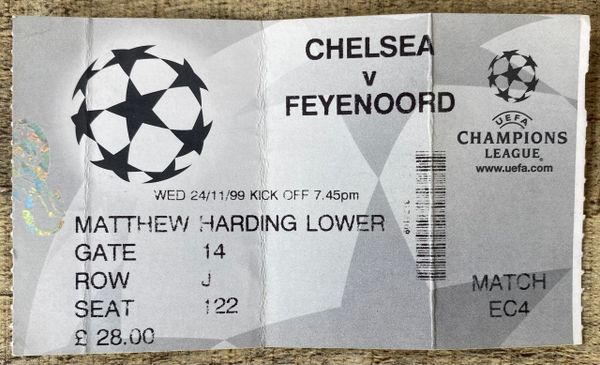 CHELSEA
v
FEYENOORD
UEFA
CHAMPIONS
LEAGUE
www.uefa.com
WED 24/11/99 KICK OFF 7.45pm
MATTHEW HARDING LOWER
GATE 14
ROW J
SEAT 122
£ 28.00
MATCH
EC4